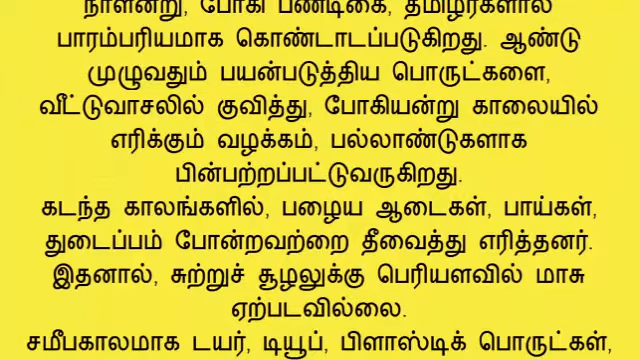 நாளன்று, போகி பண்டிகை, தமிழர்களால்
பாரம்பரியமாக கொண்டாடப்படுகிறது. ஆண்டு
முழுவதும் பயன்படுத்திய பொருட்களை,
வீட்டுவாசலில் குவித்து, போகியன்று காலையில்
எரிக்கும் வழக்கம், பல்லாண்டுகளாக
பின்பற்றப்பட்டுவருகிறது.
கடந்த காலங்களில், பழைய ஆடைகள், பாய்கள்,
துடைப்பம் போன்றவற்றை தீவைத்து எரித்தனர்.
இதனால், சுற்றுச் சூழலுக்கு பெரியளவில் மாசு
ஏற்படவில்லை.
சமீபகாலமாக டயர், டியூப், பிளாஸ்டிக் பொருட்கள்,